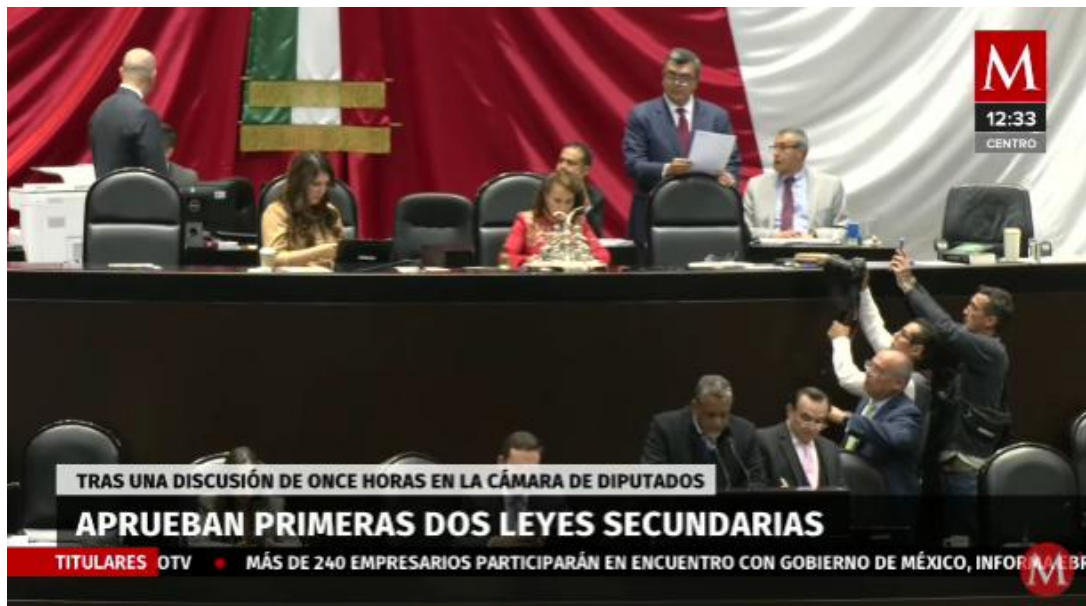 M
12:33
CENTRO
TRAS UNA DISCUSIÓN DE ONCE HORAS EN LA CÁMARA DE DIPUTADOS
APRUEBAN PRIMERAS DOS LEYES SECUNDARIAS
TITULARES OTV • MÁS DE 240 EMPRESARIOS PARTICIPARÁN EN ENCUENTRO CON GOBIERNO DE MÉXICO,
M